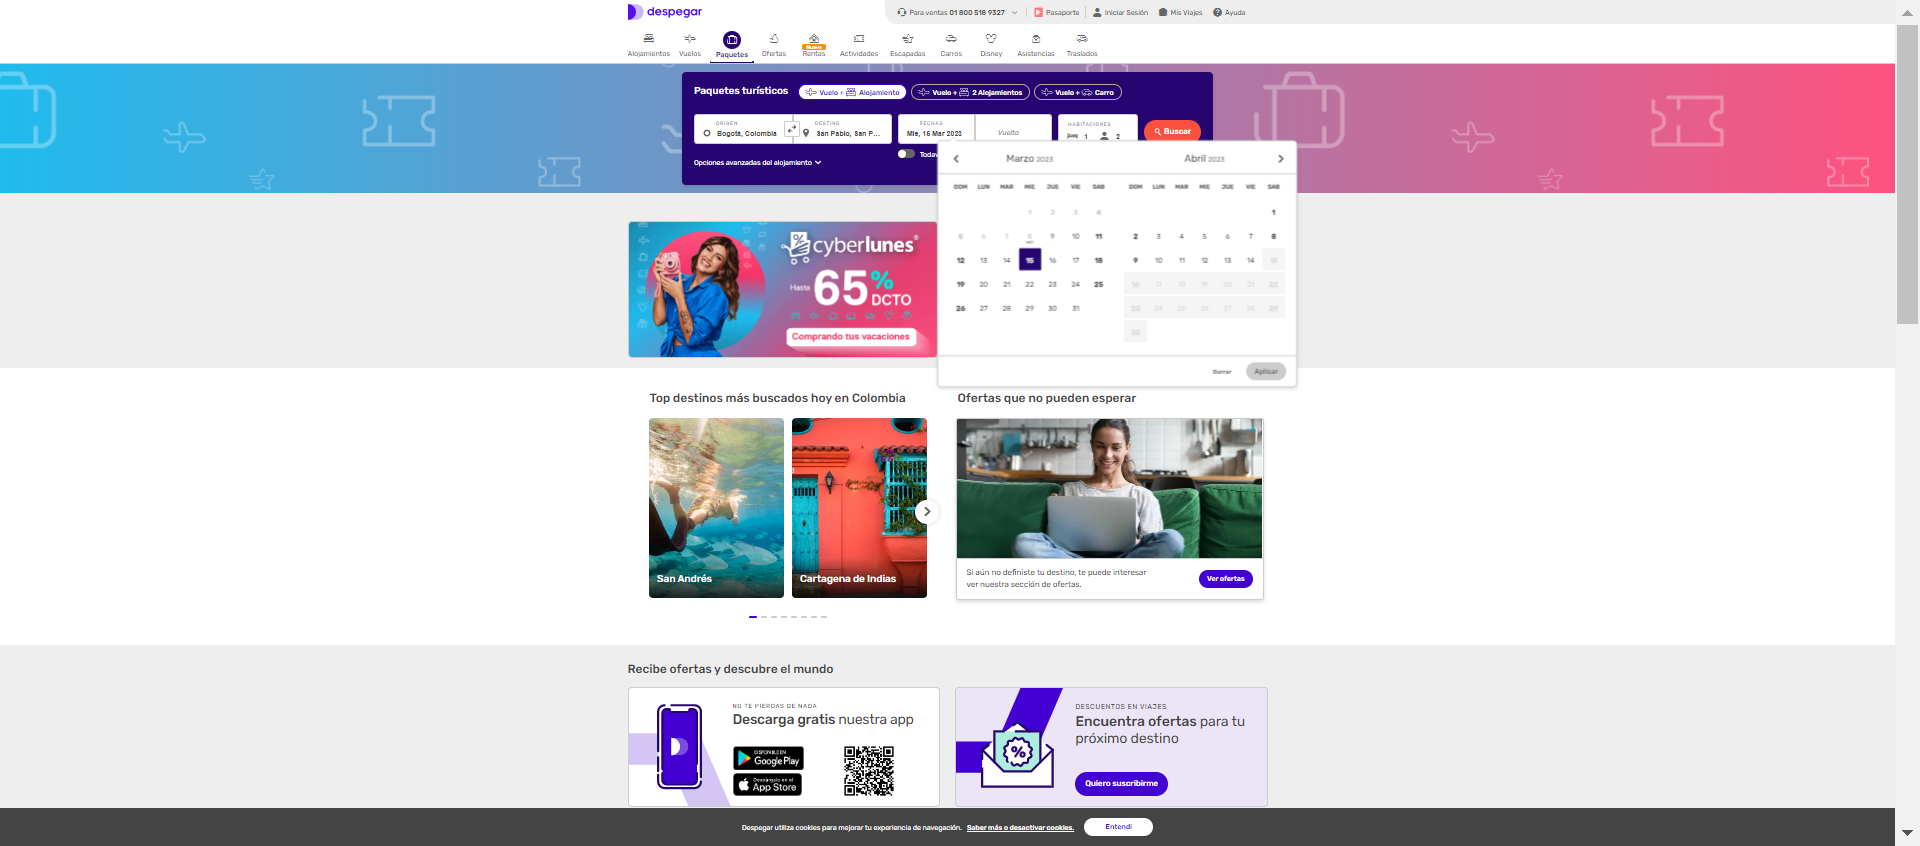 despegar
Para ventas 01 800 518 9327
Pasaporte
Iniciar Sesión
Mis Viajes
Ayuda
Alojamientos
Vuelos
Paquetes
Ofertas
Nuevo
Rentas
Actividades
Escapadas
Carros
Disney
Asistencias
Traslados
Paquetes turísticos
Vuelo + Alojamiento
Vuelo + 2 Alojamientos
Vuelo + Carro
ORIGEN
Bogotá, Colombia
DESTINO
San Pablo, San P...
FECHAS
Mie, 15 Mar 2023
Vuelta
HABITACIONES
1
2
Buscar
Opciones avanzadas del alojamiento
Toda
Marzo 2023
DOM LUN MAR MIE JUE VIE SAB
1 2 3 4
5 6 7 8 9 10 11
12 13 14 15 16 17 18
19 20 21 22 23 24 25
26 27 28 29 30 31
Abril 2023
DOM LUN MAR MIE JUE VIE SAB
1
2 3 4 5 6 7 8
9 10 11 12 13 14 15
16 17 18 19 20 21 22
23 24 25 26 27 28 29
30
Borrar
Aplicar
%
cyberlunes®
Hasta 65% DCTO
Comprando tus vacaciones
Top destinos más buscados hoy en Colombia
San Andrés
Cartagena de Indias
Ofertas que no pueden esperar
Si aún no definiste tu destino, te puede interesar
ver nuestra sección de ofertas.
Ver ofertas
Recibe ofertas y descubre el mundo
NO TE PIERDAS DE NADA
Descarga gratis nuestra app
DISPONIBLE EN
Google Play
Descárgalo en el
App Store
%
DESCUENTOS EN VIAJES
Encuentra ofertas para tu
próximo destino
Quiero suscribirme
Despegar utiliza cookies para mejorar tu experiencia de navegación. Saber más o desactivar cookies.
Entendí